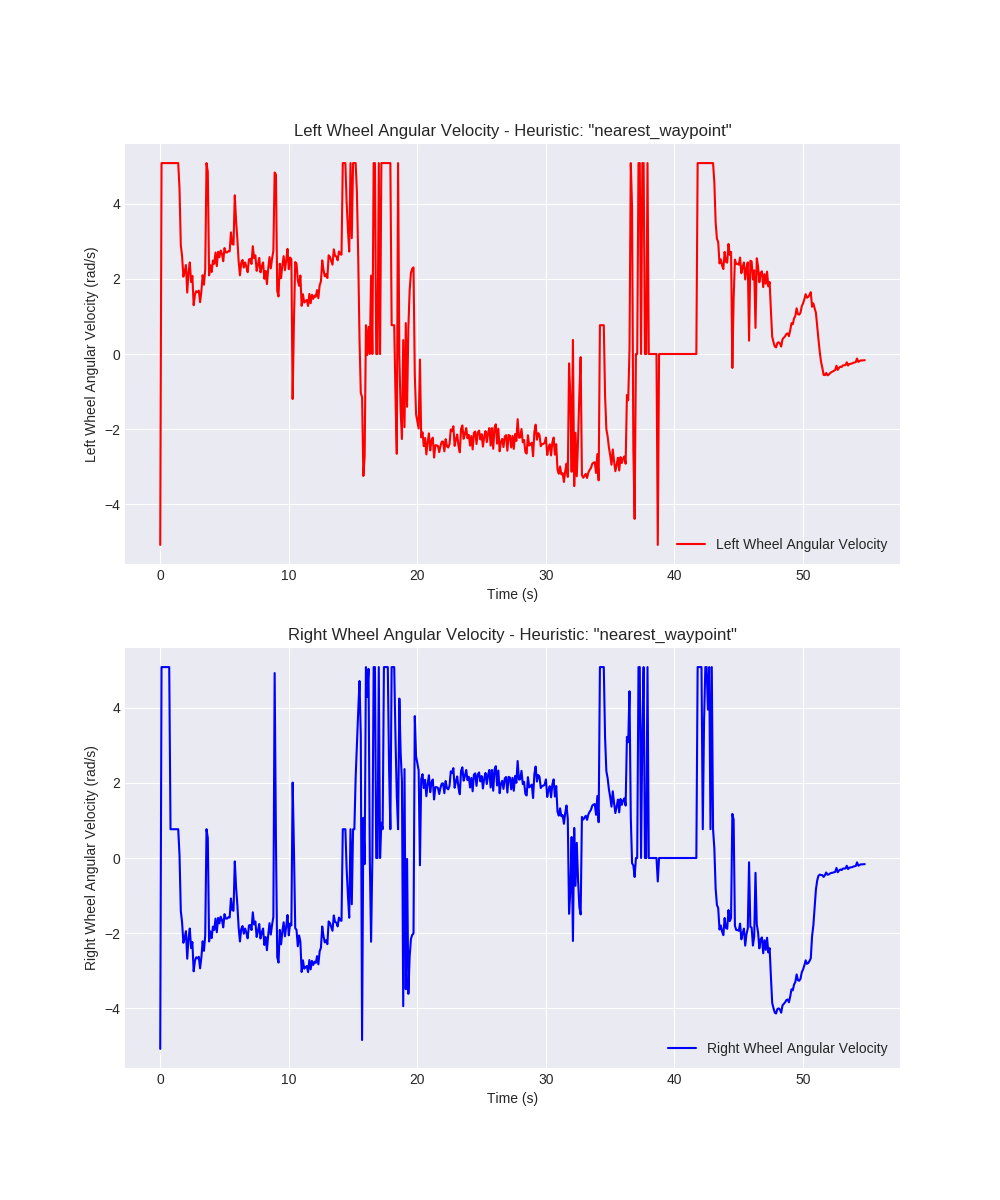 Left Wheel Angular Velocity - Heuristic: "nearest_waypoint"
Left Wheel Angular Velocity (rad/s)
4
2
0
−2
−4
Left Wheel Angular Velocity
0 10 20 30 40 50
Time (s)
Right Wheel Angular Velocity - Heuristic: "nearest_waypoint"
Right Wheel Angular Velocity (rad/s)
4
2
0
−2
−4
Right Wheel Angular Velocity
0 10 20 30 40 50
Time (s)